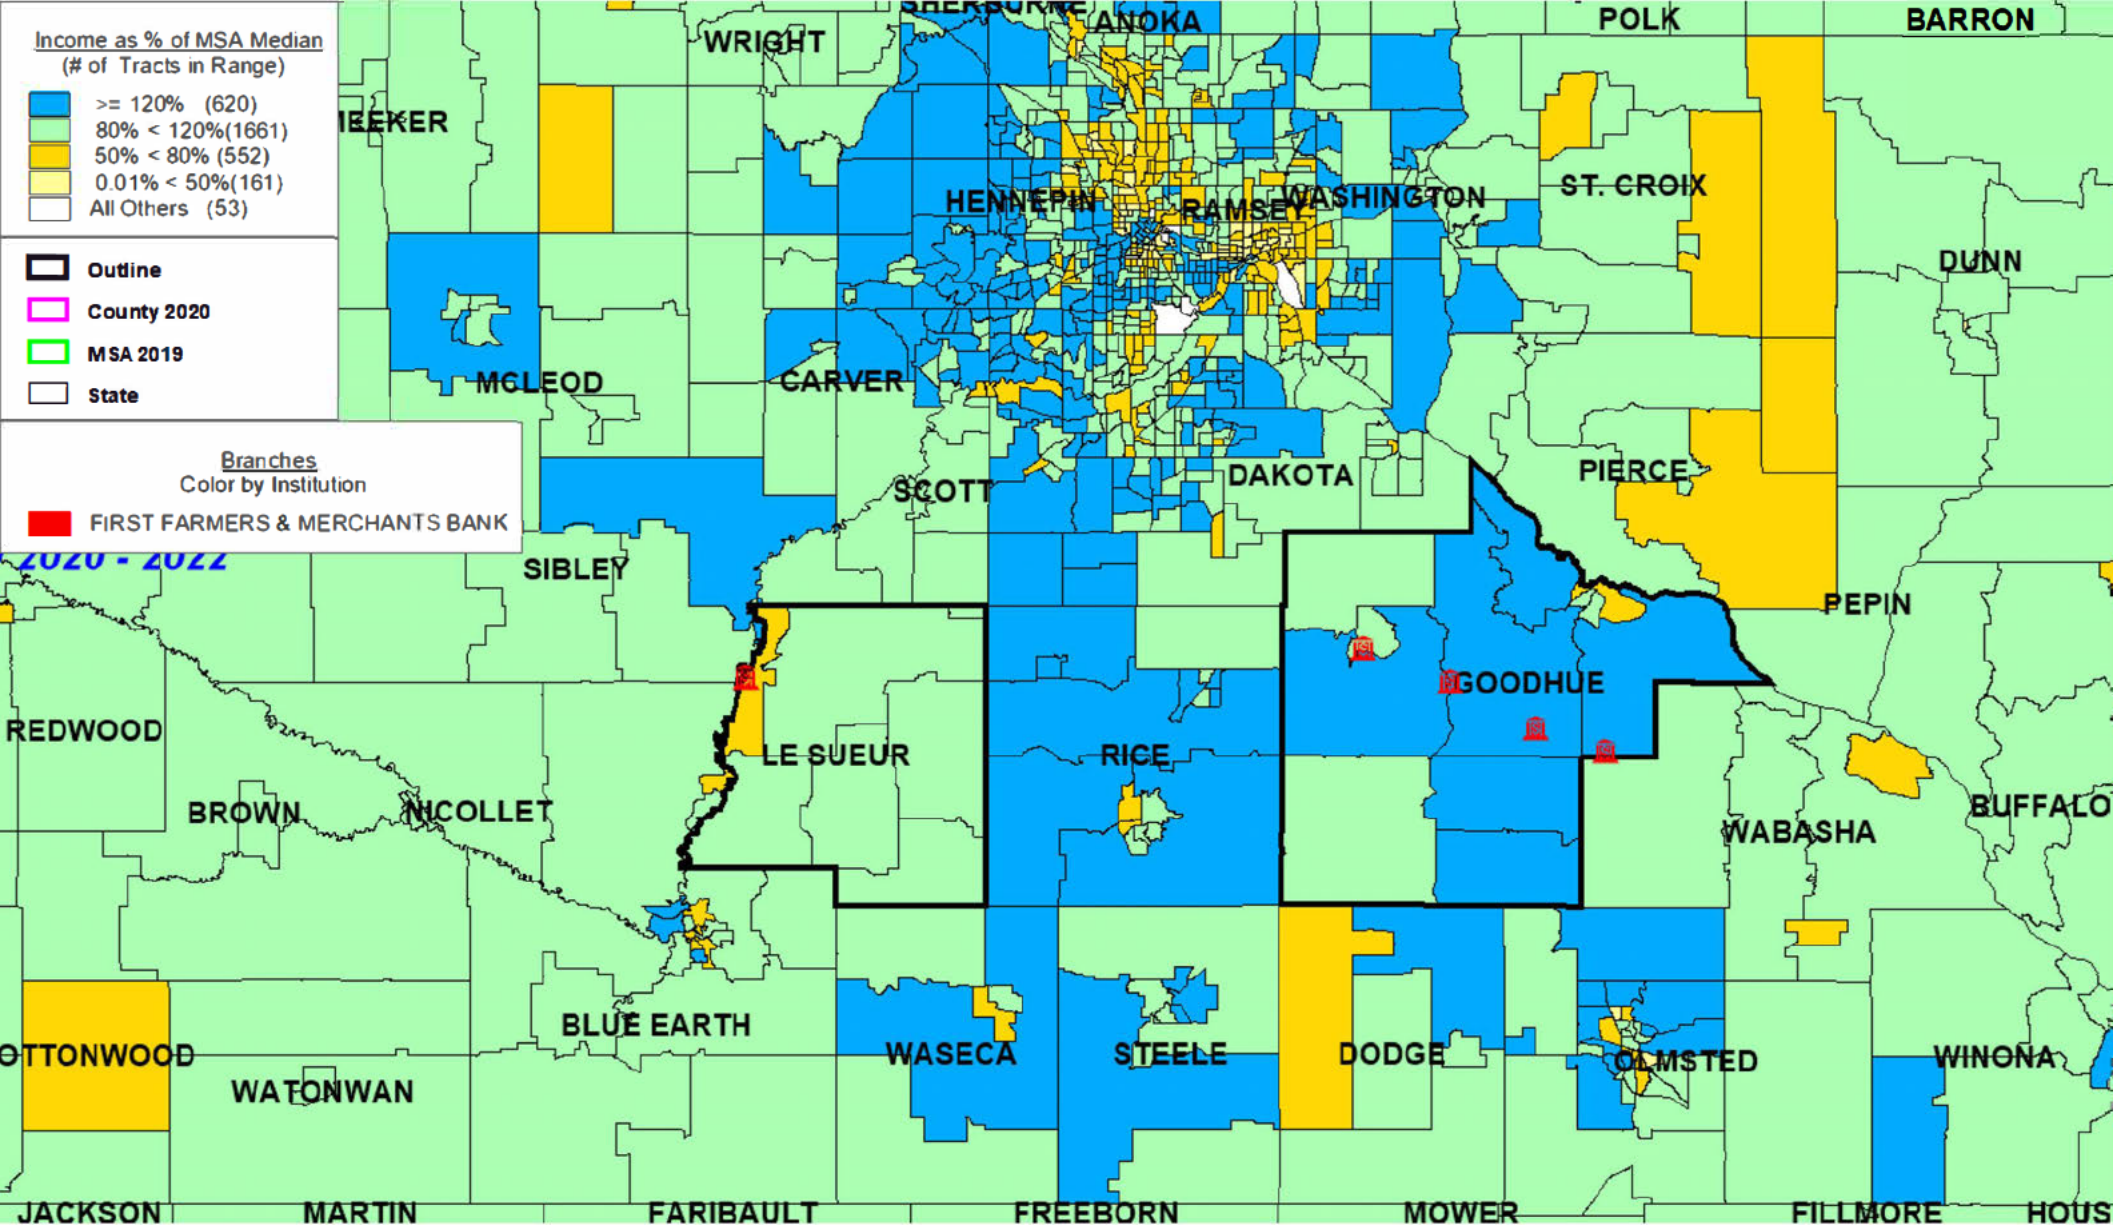 Income as % of MSA Median
(# of Tracts in Range)
>= 120% (620)
80% < 120%(1661)
50% < 80% (552)
0.01% < 50%(161)
All Others (53)
Outline
County 2020
MSA 2019
State
Branches
Color by Institution
FIRST FARMERS & MERCHANTS BANK
2020 - 2022
SHERBURNE
ANOKA
POLK
BARRON
WRIGHT
MEEKER
HENNEPIN
RAMSEY
WASHINGTON
ST. CROIX
DUNN
MCLEOD
CARVER
SCOTT
DAKOTA
PIERCE
SIBLEY
PEPIN
GOODHUE
REDWOOD
LE SUEUR
RICE
BROWN
NICOLLET
WABASHA
BUFFALO
BLUE EARTH
WASECA
STEELE
DODGE
OLMSTED
WINONA
OTTONWOOD
WATONWAN
JACKSON
MARTIN
FARIBAULT
FREEBORN
MOWER
FILLMORE
HOUS